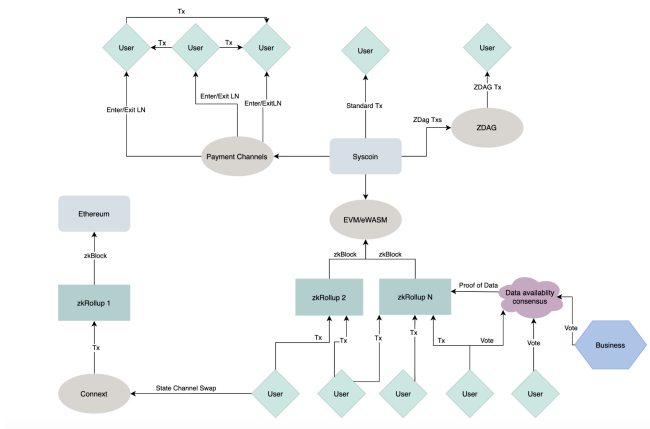 Tx
User
Tx
User
Tx
User
User
User
ZDAG Tx
Enter/Exit LN
Enter/Exit LN
Enter/ExitLN
Standard Tx
ZDag Txs
ZDAG
Payment Channels
Syscoin
Ethereum
EVM/eWASM
zkBlock
zkBlock
zkBlock
zkRollup 1
zkRollup 2
zkRollup N
Proof of Data
Data availablity
consensus
Vote
Business
Tx
Tx
Tx
Tx
Tx
Tx
Vote
Vote
Connext
State Channel Swap
User
User
User
User
User